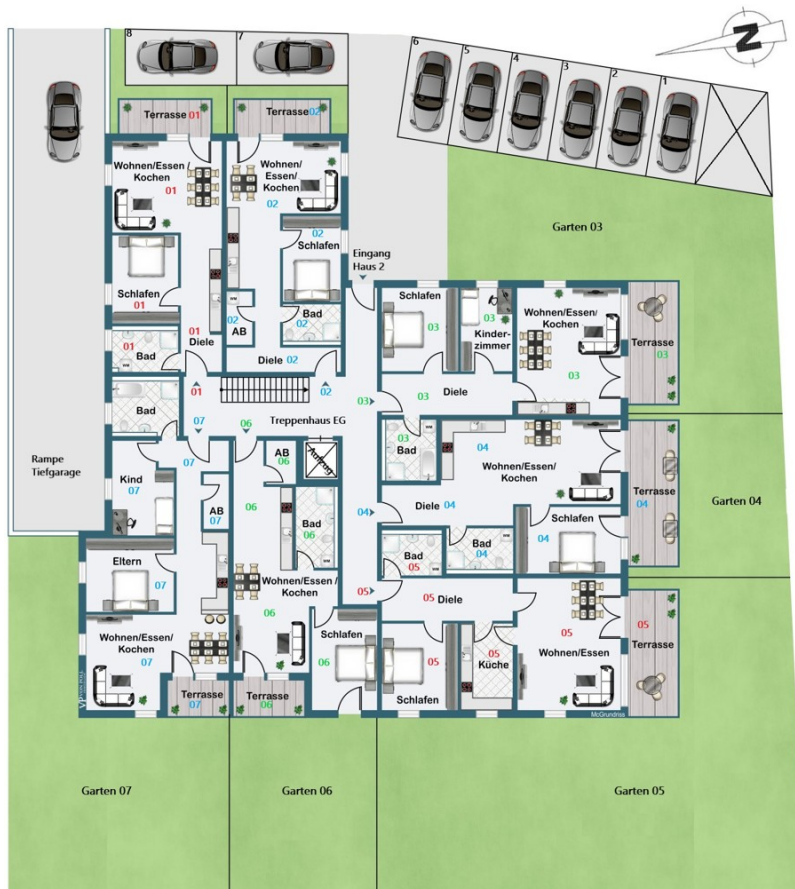 8
7
6
5
4
3
2
1
N
Terrasse 01
Terrasse 02
Wohnen/Essen /
Kochen
01
Wohnen/
Essen/
Kochen
02
Schlafen
01
02
Schlafen
Garten 03
Eingang
Haus 2
01
Bad
01
Diele
WM
02
AB
Bad
02
Diele 02
Schlafen
03
03
Kinder-
zimmer
Wohnen/Essen/
Kochen
03
Terrasse
03
Bad
01
07
06
02
03
Treppenhaus EG
03
Diele
03
Bad
Rampe
Tiefgarage
Kind
07
07
AB
07
AB
06
Aufzug
06
Bad
06
04
Wohnen/Essen/
Kochen
Diele
04
04
Terrasse
04
Garten 04
Bad
04
Schlafen
04
Bad
05
Eltern
07
Wohnen /Essen /
Kochen
06
05
05
Diele
05
Terrasse
Wohnen/Essen/
Kochen
07
Schlafen
06
05
Schlafen
05
Küche
05
Wohnen/Essen
Terrasse
07
Terrasse
06
McGrundriss
Garten 07
Garten 06
Garten 05